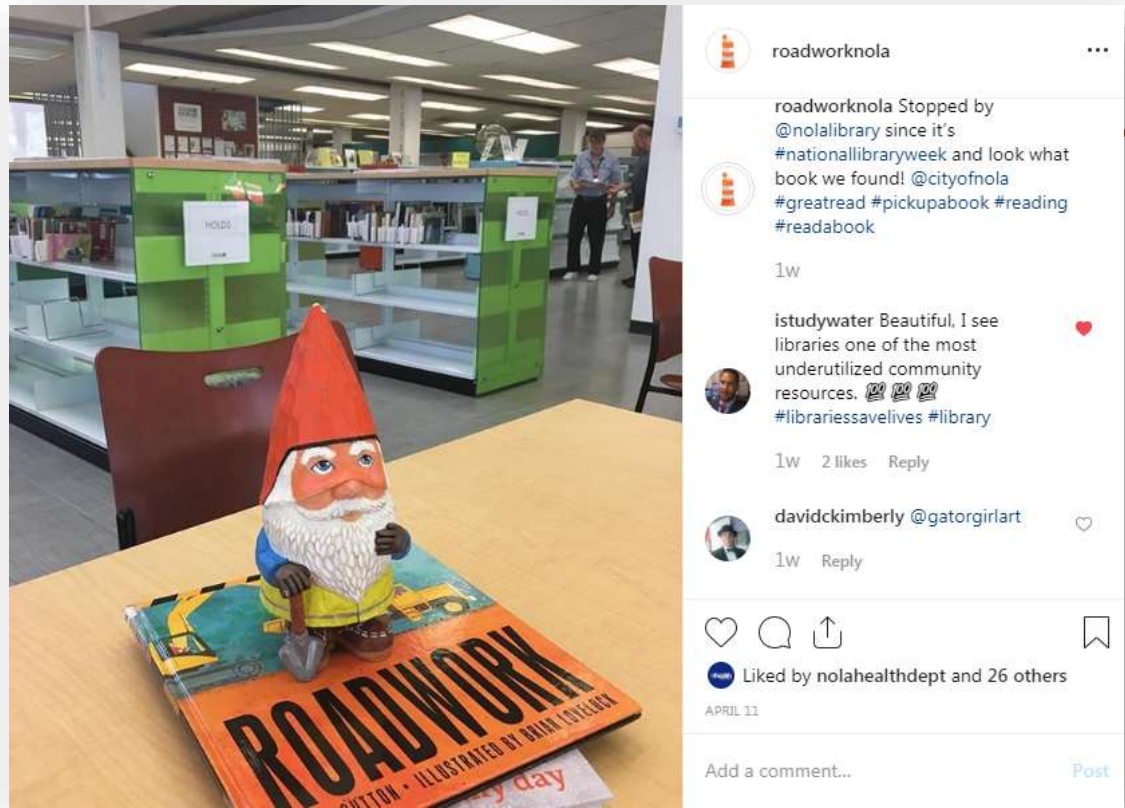 HOLDS
ROADWORK
SUTTON · ILLUSTRATED BY BRIAN LOVELOCK
my day
roadworknola
roadworknola Stopped by
@nolalibrary since it's
#nationallibraryweek and look what
book we found! @cityofnola
#greatread #pickupabook #reading
#readabook
1w
istudywater Beautiful, I see
libraries one of the most
underutilized community
resources. 💯 💯 💯
#librariessavelives #library
1w 2 likes Reply
davidckimberly @gatorgirlart
1w Reply
Liked by nolahealthdept and 26 others
APRIL 11
Add a comment... Post